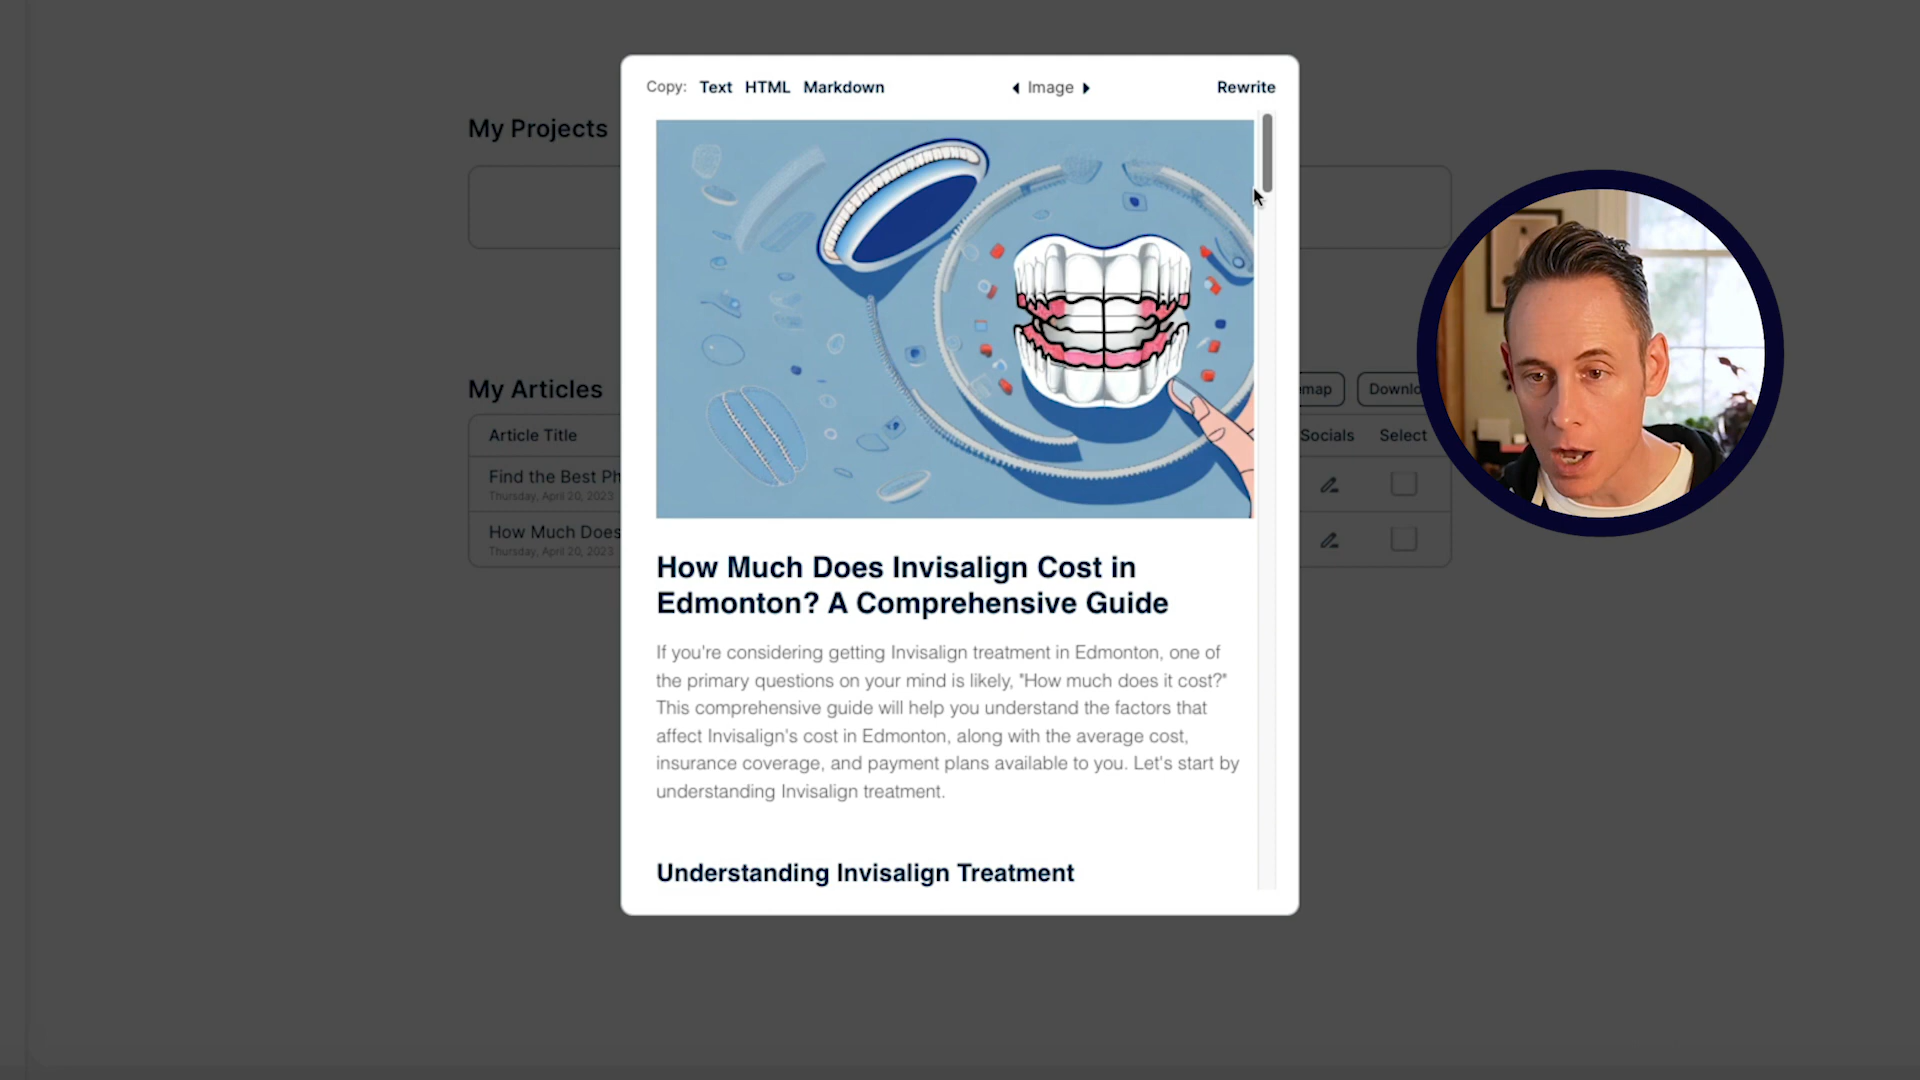 Copy: Text HTML Markdown
Image
Rewrite
My Projects
My Articles
Article Title
Find the Best
Thursday, April 20, 2023
How Much Does
Thursday, April 20, 2023
Socials Select
How Much Does Invisalign Cost in
Edmonton? A Comprehensive Guide
If you're considering getting Invisalign treatment in Edmonton, one of
the primary questions on your mind is likely, "How much does it cost?"
This comprehensive guide will help you understand the factors that
affect Invisalign's cost in Edmonton, along with the average cost,
insurance coverage, and payment plans available to you. Let's start by
understanding Invisalign treatment.
Understanding Invisalign Treatment